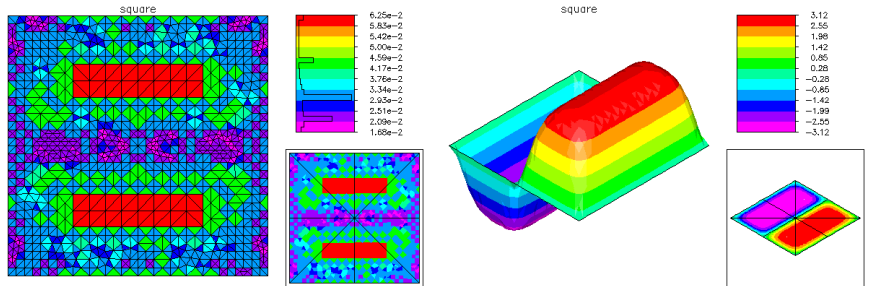 square
6.25e-2
5.83e-2
5.42e-2
5.00e-2
4.59e-2
4.17e-2
3.76e-2
3.34e-2
2.93e-2
2.51e-2
2.09e-2
1.68e-2
square
3.12
2.55
1.98
1.42
0.85
0.28
-0.28
-0.85
-1.42
-1.99
-2.55
-3.12